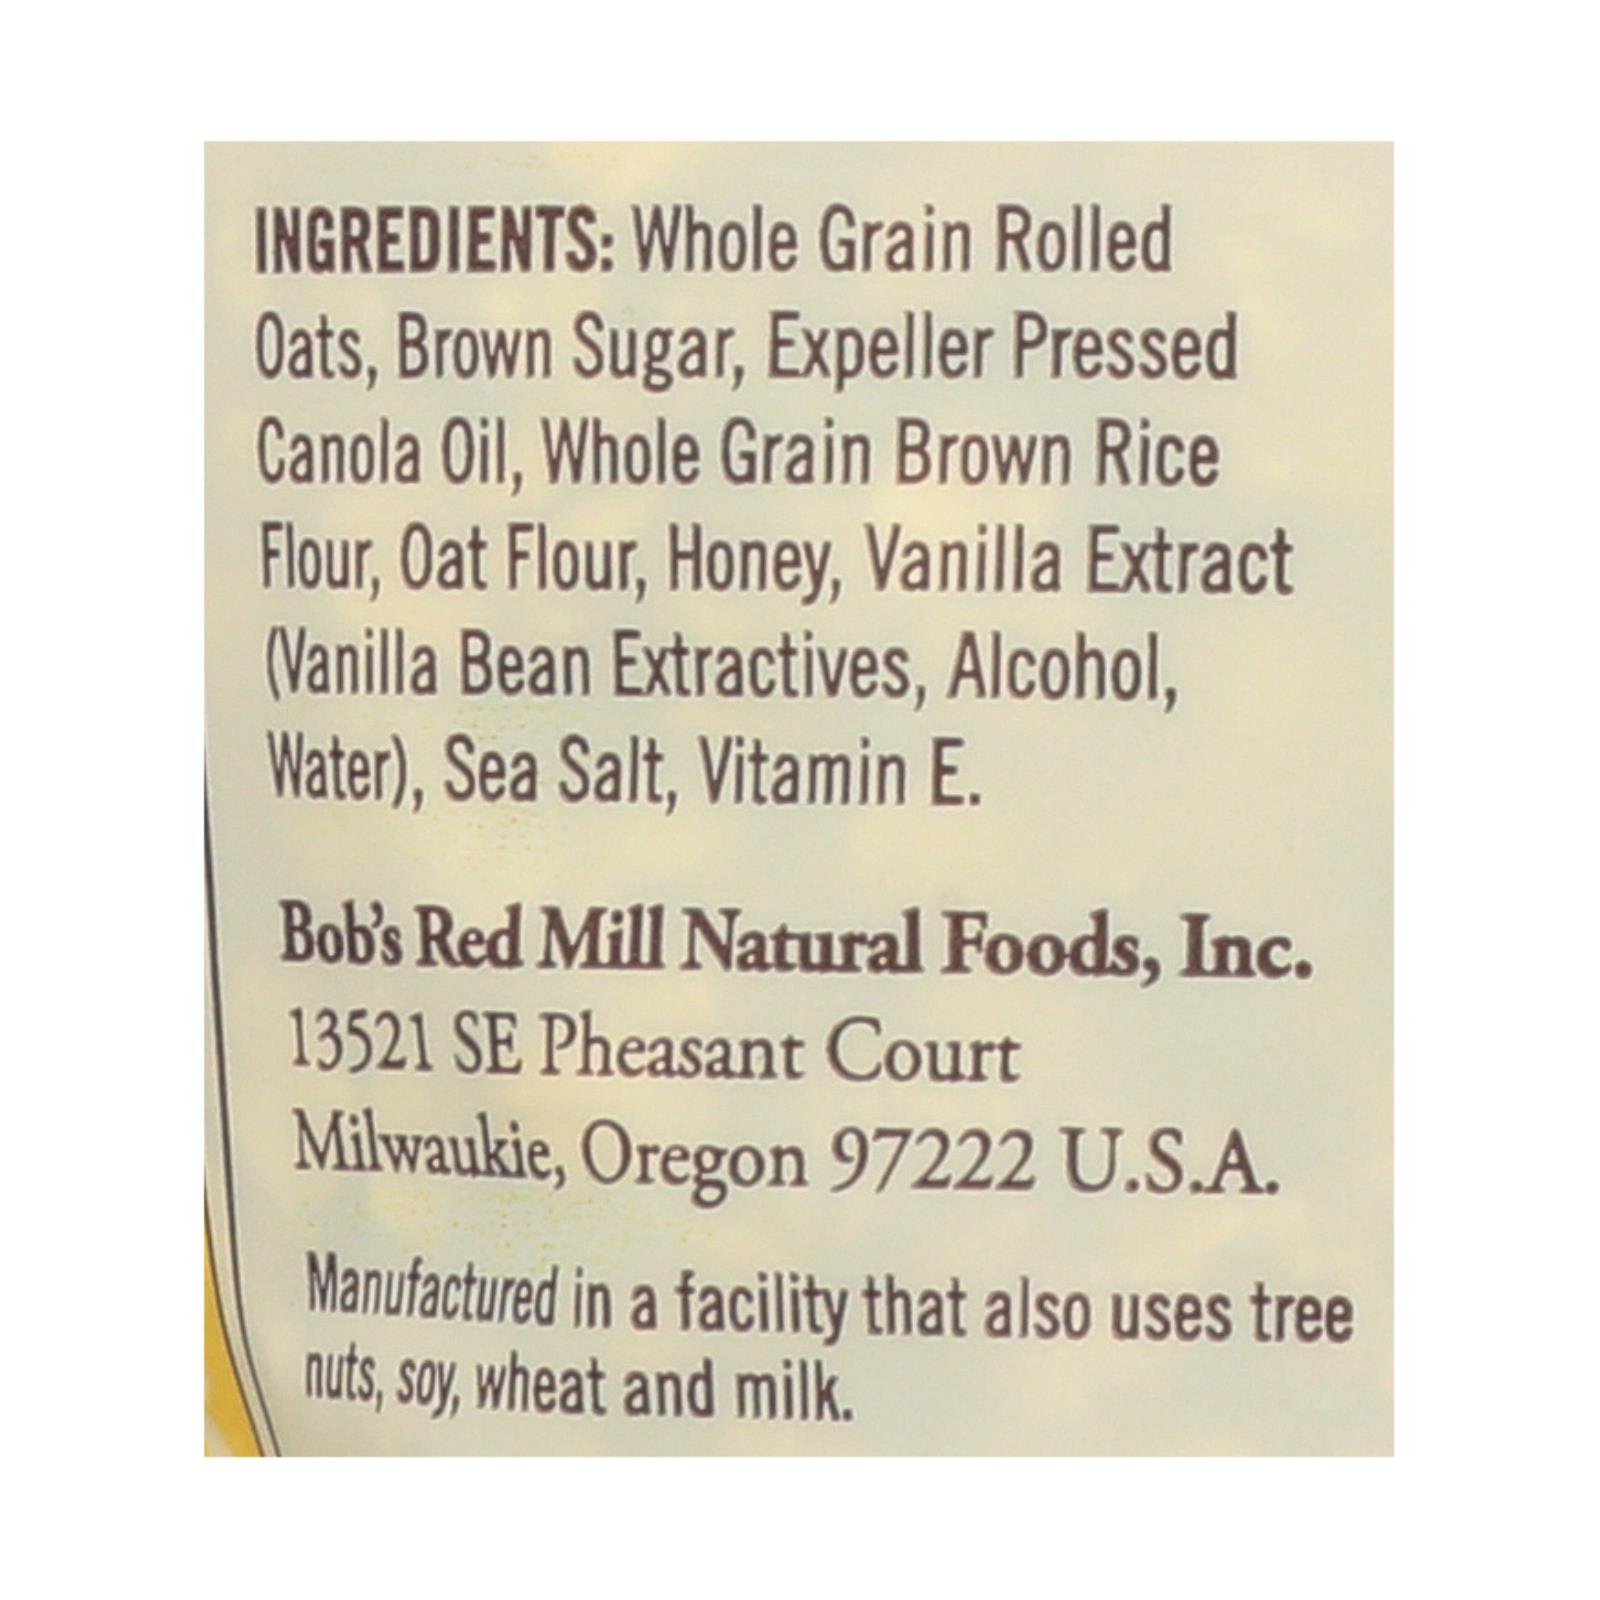 INGREDIENTS: Whole Grain Rolled
Oats, Brown Sugar, Expeller Pressed
Canola Oil, Whole Grain Brown Rice
Flour, Oat Flour, Honey, Vanilla Extract
(Vanilla Bean Extractives, Alcohol,
Water), Sea Salt, Vitamin E.
Bob's Red Mill Natural Foods, Inc.
13521 SE Pheasant Court
Milwaukie, Oregon 97222 U.S.A.
Manufactured in a facility that also uses tree
nuts, soy, wheat and milk.